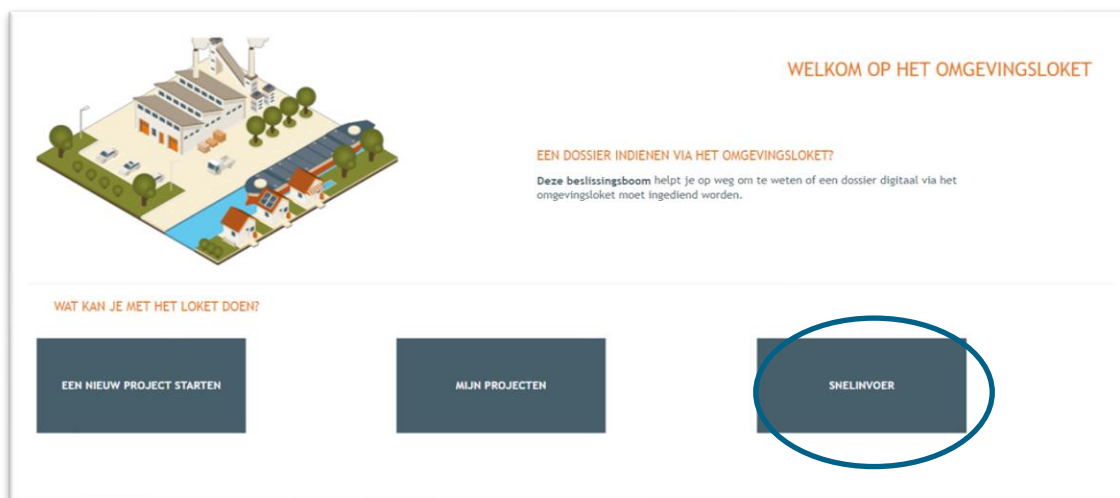 WELKOM OP HET OMGEVINGSLOKET
EEN DOSSIER INDIENEN VIA HET OMGEVINGSLOKET?
Deze beslissingsboom helpt je op weg om te weten of een dossier digitaal via het
omgevingsloket moet ingediend worden.
WAT KAN JE MET HET LOKET DOEN?
EEN NIEUW PROJECT STARTEN
MIJN PROJECTEN
SNELINVOER